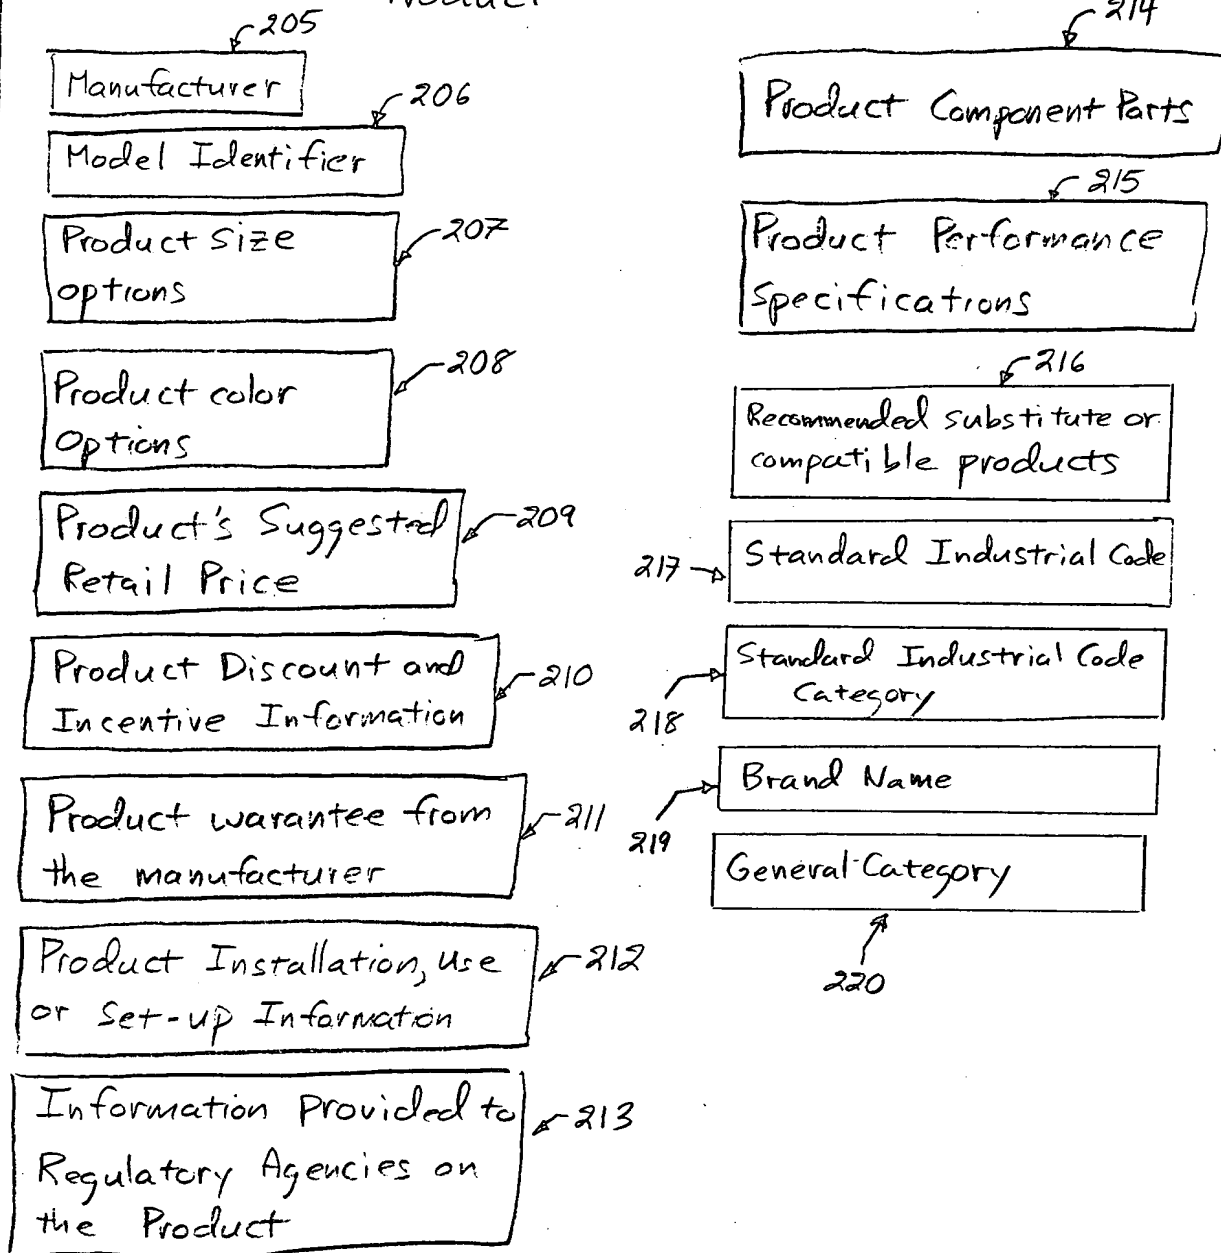 Product
205
Manufacturer
206
Model Identifier
Product size
options
207
Product color
Options
208
Product's Suggested
Retail Price
209
Product Discount and
Incentive Information
210
Product warantee from
the manufacturer
211
Product Installation, Use
or Set-up Information
212
Information Provided to
Regulatory Agencies on
the Product
213
214
Product Component Parts
215
Product Performance
Specifications
216
Recommended substitute or
compatible products
217
Standard Industrial Code
Standard Industrial Code
Category
218
Brand Name
219
General Category
220